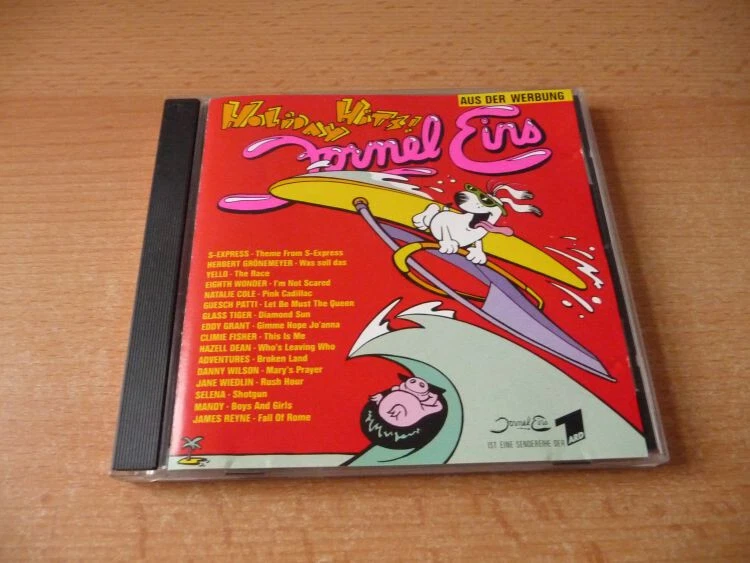 AUS DER WERBUNG
HOLIDAY HITS!
Formel Eins
S-EXPRESS - Theme From S-Express
HERBERT GRÖNEMEYER - Was soll das
YELLO - The Race
EIGHTH WONDER - I'm Not Scared
NATALIE COLE - Pink Cadillac
GUESCH PATTI - Let Be Must The Queen
GLASS TIGER - Diamond Sun
EDDY GRANT - Gimme Hope Jo'anna
CLIMIE FISHER - This Is Me
HAZELL DEAN - Who's Leaving Who
ADVENTURES - Broken Land
DANNY WILSON - Mary's Prayer
JANE WIEDLIN - Rush Hour
SELENA - Shotgun
MANDY - Boys And Girls
JAMES REYNE - Fall Of Rome
Formel Eins
IST EINE SENDEREIHE DER ARD